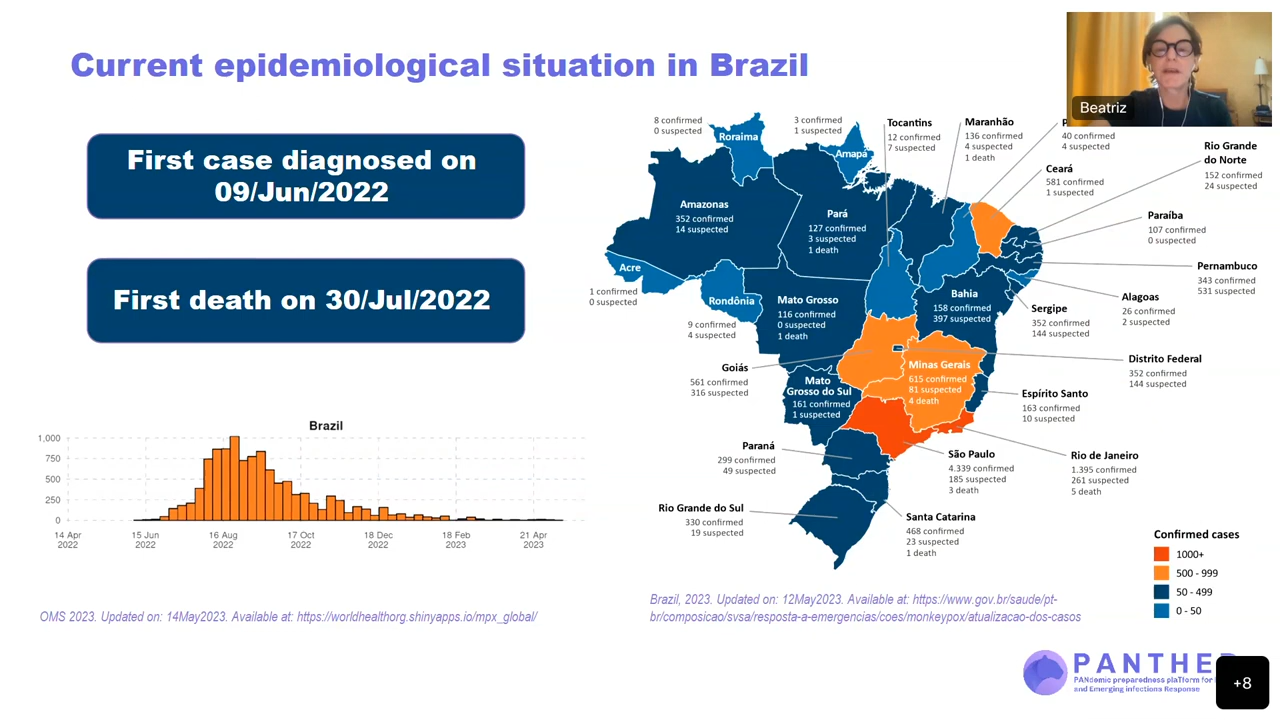 Current epidemiological situation in Brazil
Beatriz
First case diagnosed on
09/Jun/2022
First death on 30/Jul/2022
Brazil
1,000
750
500
250
0
14 Apr
2022
15 Jun
2022
16 Aug
2022
17 Oct
2022
18 Dec
2022
18 Feb
2023
21 Apr
2023
OMS 2023. Updated on: 14May2023. Available at: https://worldhealthorg.shinyapps.io/mpx_global/
8 confirmed
0 suspected
Roraima
3 confirmed
1 suspected
Amapá
Tocantins
12 confirmed
7 suspected
Maranhão
136 confirmed
4 suspected
1 death
40 confirmed
4 suspected
Ceará
581 confirmed
1 suspected
Rio Grande
do Norte
152 confirmed
24 suspected
Paraíba
107 confirmed
0 suspected
Pernambuco
343 confirmed
531 suspected
Alagoas
26 confirmed
2 suspected
Sergipe
352 confirmed
144 suspected
Distrito Federal
352 confirmed
144 suspected
Espírito Santo
163 confirmed
10 suspected
Rio de Janeiro
1.395 confirmed
261 suspected
5 death
São Paulo
4.339 confirmed
185 suspected
3 death
Santa Catarina
468 confirmed
23 suspected
1 death
Amazonas
352 confirmed
14 suspected
Pará
127 confirmed
3 suspected
1 death
Acre
1 confirmed
0 suspected
Rondônia
9 confirmed
4 suspected
Mato Grosso
116 confirmed
0 suspected
1 death
Bahia
158 confirmed
397 suspected
Goiás
561 confirmed
316 suspected
Minas Gerais
615 confirmed
81 suspected
4 death
Mato
Grosso do Sul
161 confirmed
1 suspected
Paraná
299 confirmed
49 suspected
Rio Grande do Sul
330 confirmed
19 suspected
Confirmed cases
1000+
500 - 999
50 - 499
0 - 50
Brazil, 2023. Updated on: 12May2023. Available at: https://www.gov.br/saude/pt-
br/composicao/svsa/resposta-a-emergencias/coes/monkeypox/atualizacao-dos-casos
PANTHE
PANdemic preparedness plaTform for
and Emerging infections Response
+8